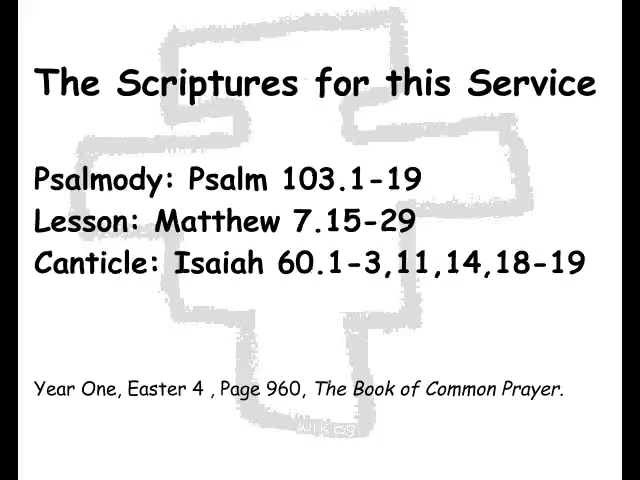 The Scriptures for this Service
Psalmody: Psalm 103.1-19
Lesson: Matthew 7.15-29
Canticle: Isaiah 60.1-3,11,14,18-19
Year One, Easter 4 , Page 960, The Book of Common Prayer.